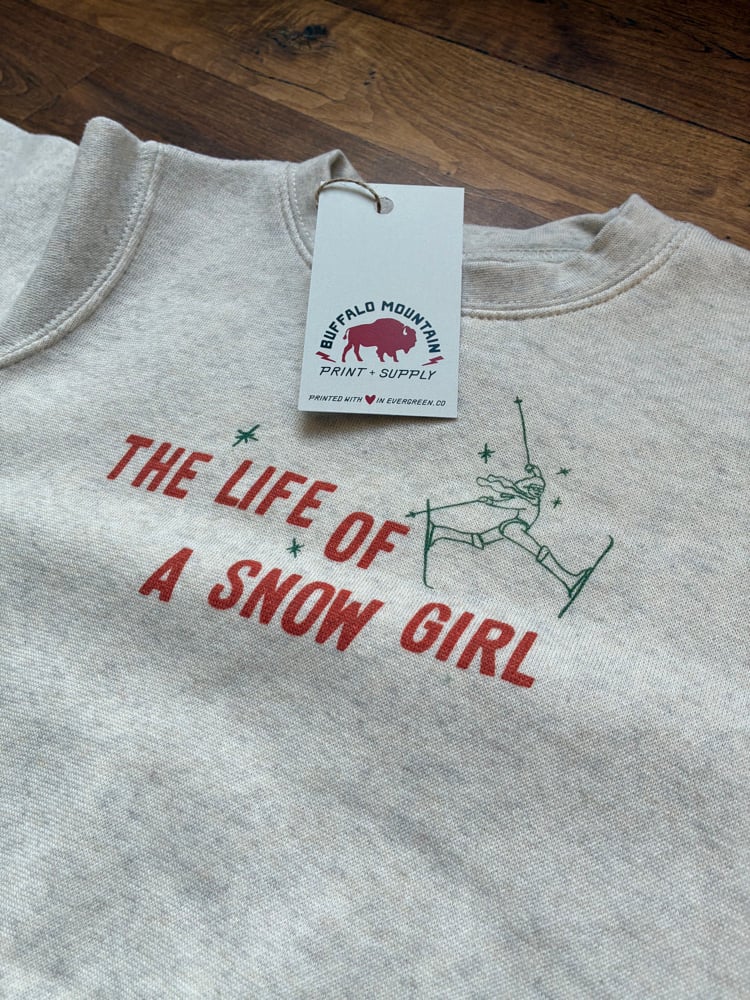 BUFFALO MOUNTAIN
PRINT + SUPPLY
PRINTED WITH ❤ IN EVERGREEN, CO
THE LIFE OF
A SNOW GIRL